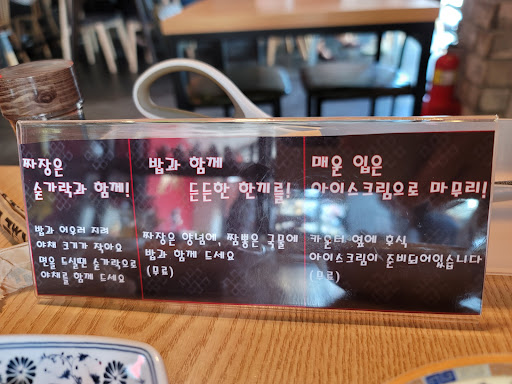 짜장은
숟가락과 함께!
밥과 어우러 지려
야채 크기가 작아요
면을 드실땐 숟가락으로
야채를 함께 드세요
밥과 함께
든든한 한끼를!
짜장은 양념에, 짬뽕은 국물에
밥과 함께 드세요
(무료)
매운 입은
아이스크림으로 마무리!
카운터 옆에 후식
아이스크림이 준비되어있습니다
(무료)